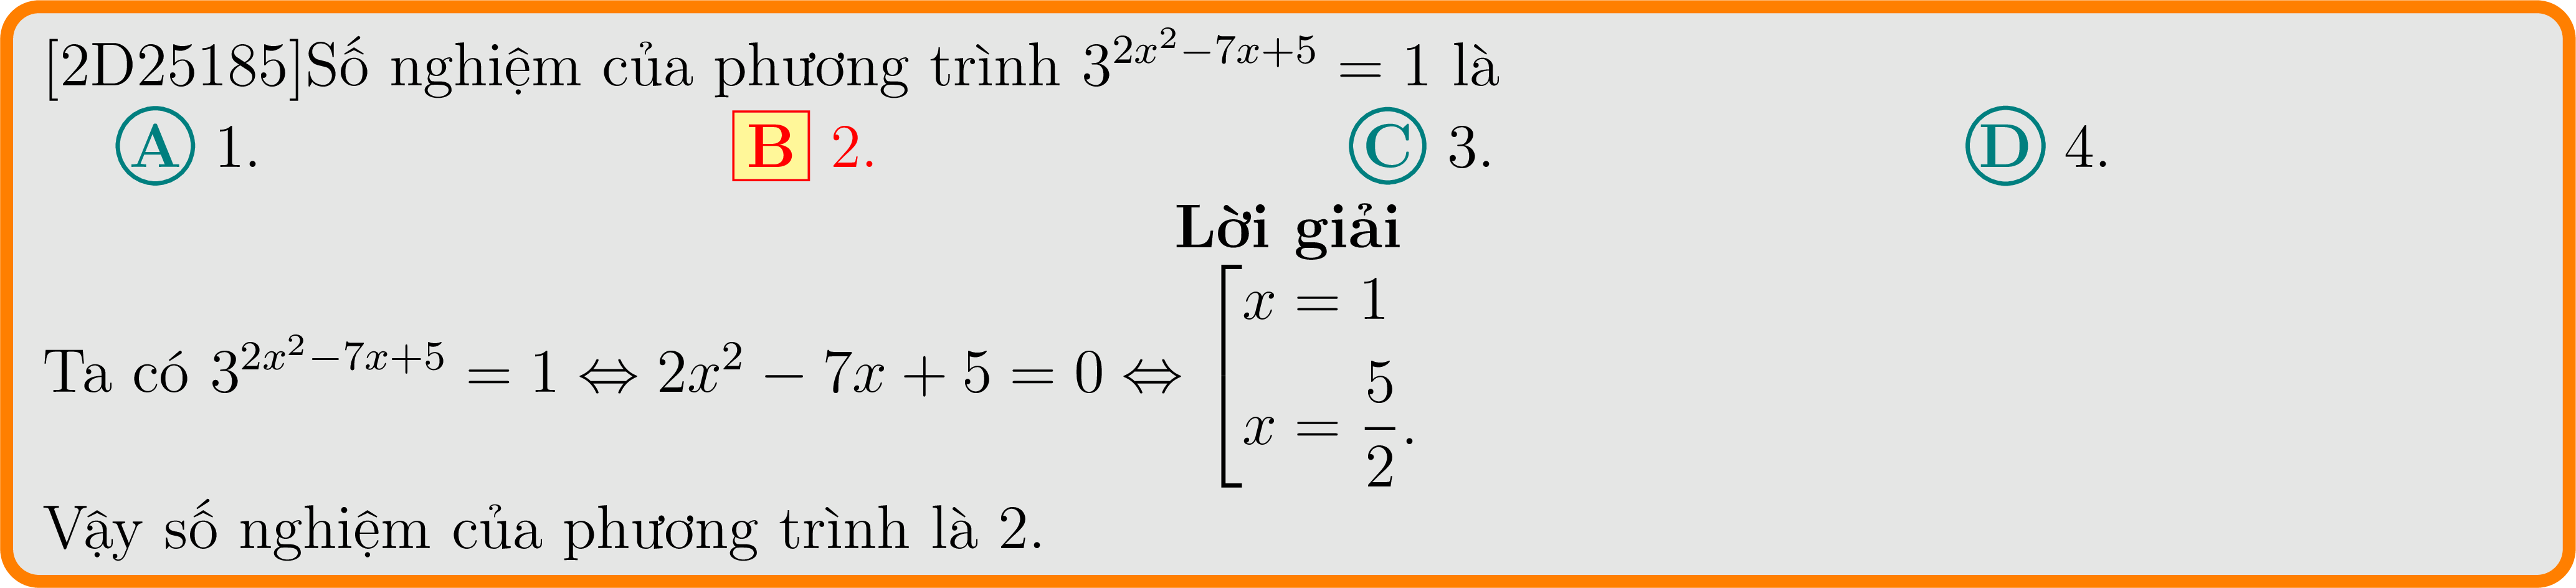 [2D25185]Số nghiệm của phương trình $3^{2x^2-7x+5} = 1$ là
A 1. B 2. C 3. D 4.
Lời giải
Ta có $3^{2x^2-7x+5} = 1 \Leftrightarrow 2x^2 - 7x + 5 = 0 \Leftrightarrow \left[\begin{array}{l} x = 1 \\ x = \dfrac{5}{2}. \end{array}\right.$
Vậy số nghiệm của phương trình là 2.